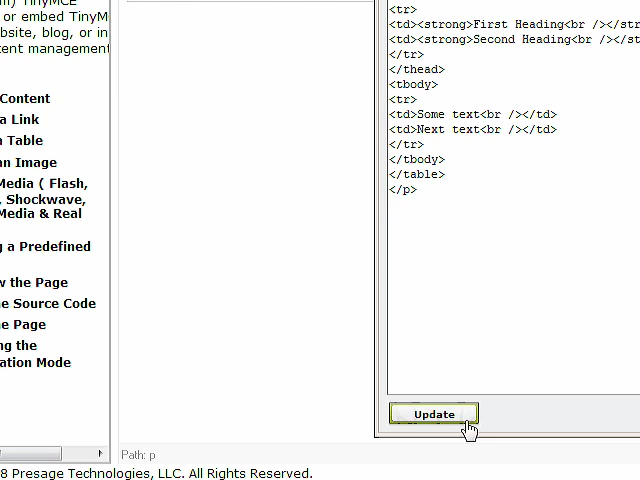 m) TinyMCE
or embed TinyM
bsite, blog, or in
tent management
Content
a Link
a Table
an Image
Media ( Flash,
, Shockwave,
Media & Real
g a Predefined
w the Page
he Source Code
he Page
ng the
ation Mode
<tr>
<td><strong>First Heading<br /></str
<td><strong>Second Heading<br /></st
</tr>
</thead>
<tbody>
<tr>
<td>Some text<br /></td>
<td>Next text<br /></td>
</tr>
</tbody>
</table>
</p>
Update
Path: p
8 Presage Technologies, LLC. All Rights Reserved.